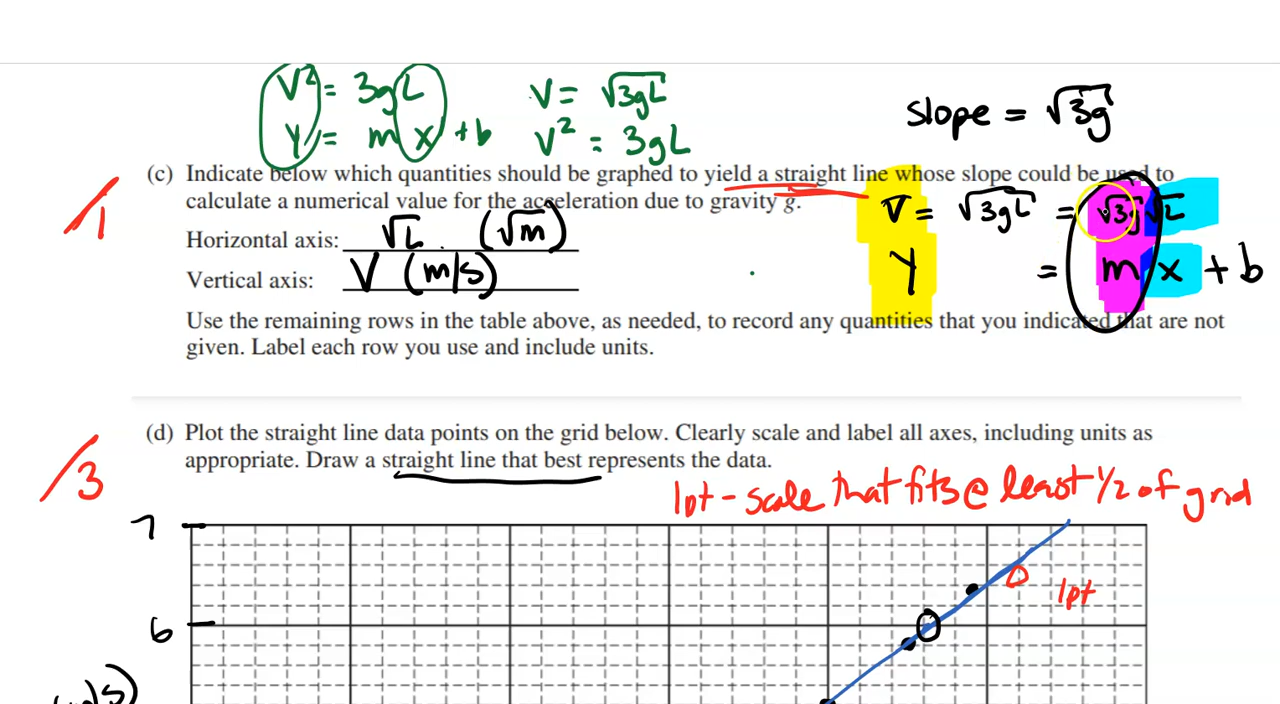 V² = 3gL
y = mx + b
V = √3gL
V² = 3gL
slope = √3g
(c) Indicate below which quantities should be graphed to yield a straight line whose slope could be used to
calculate a numerical value for the acceleration due to gravity g.
/1
V = √3gL = √3g√L
Y = mx + b
Horizontal axis: √L (√m)
Vertical axis: V (m/s)
Use the remaining rows in the table above, as needed, to record any quantities that you indicated that are not
given. Label each row you use and include units.
(d) Plot the straight line data points on the grid below. Clearly scale and label all axes, including units as
appropriate. Draw a straight line that best represents the data.
/3
1pt - scale that fits @ least 1/2 of grid
7
1pt
6